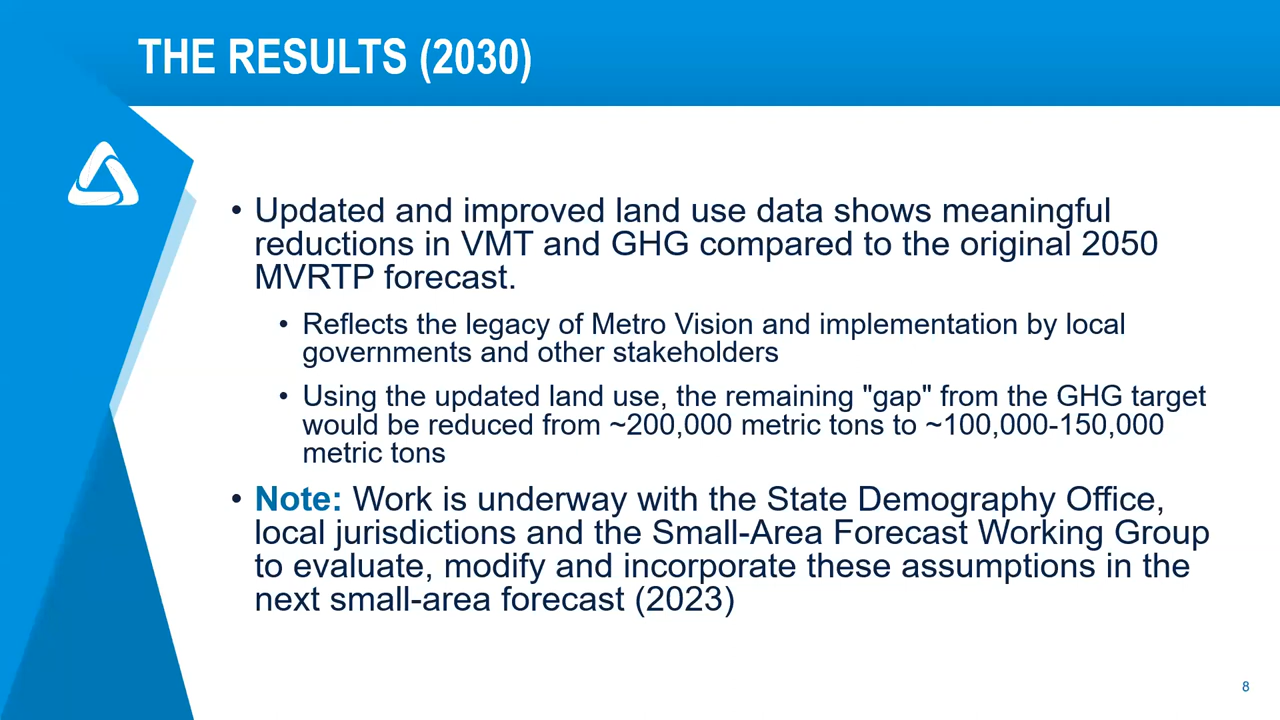 THE RESULTS (2030)
• Updated and improved land use data shows meaningful
reductions in VMT and GHG compared to the original 2050
MVRTP forecast.
• Reflects the legacy of Metro Vision and implementation by local
governments and other stakeholders
• Using the updated land use, the remaining "gap" from the GHG target
would be reduced from ~200,000 metric tons to ~100,000-150,000
metric tons
• Note: Work is underway with the State Demography Office,
local jurisdictions and the Small-Area Forecast Working Group
to evaluate, modify and incorporate these assumptions in the
next small-area forecast (2023)
8